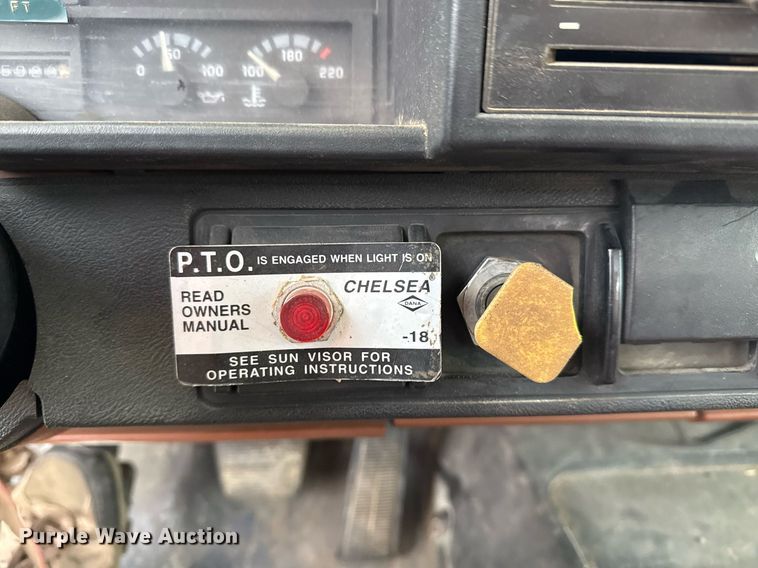 FT
0 50 100
100 180 220
P.T.O. IS ENGAGED WHEN LIGHT IS ON
READ
OWNERS
MANUAL
CHELSEA®
DANA
-18
SEE SUN VISOR FOR
OPERATING INSTRUCTIONS
Purple Wave Auction